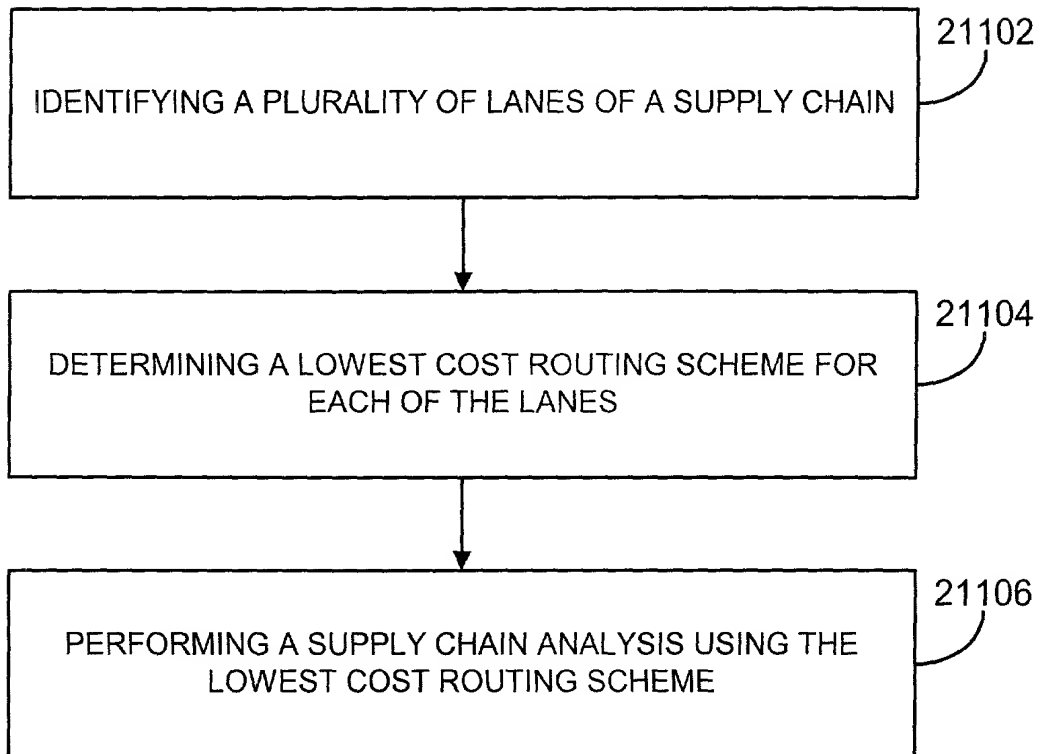 21102
IDENTIFYING A PLURALITY OF LANES OF A SUPPLY CHAIN
21104
DETERMINING A LOWEST COST ROUTING SCHEME FOR
EACH OF THE LANES
21106
PERFORMING A SUPPLY CHAIN ANALYSIS USING THE
LOWEST COST ROUTING SCHEME